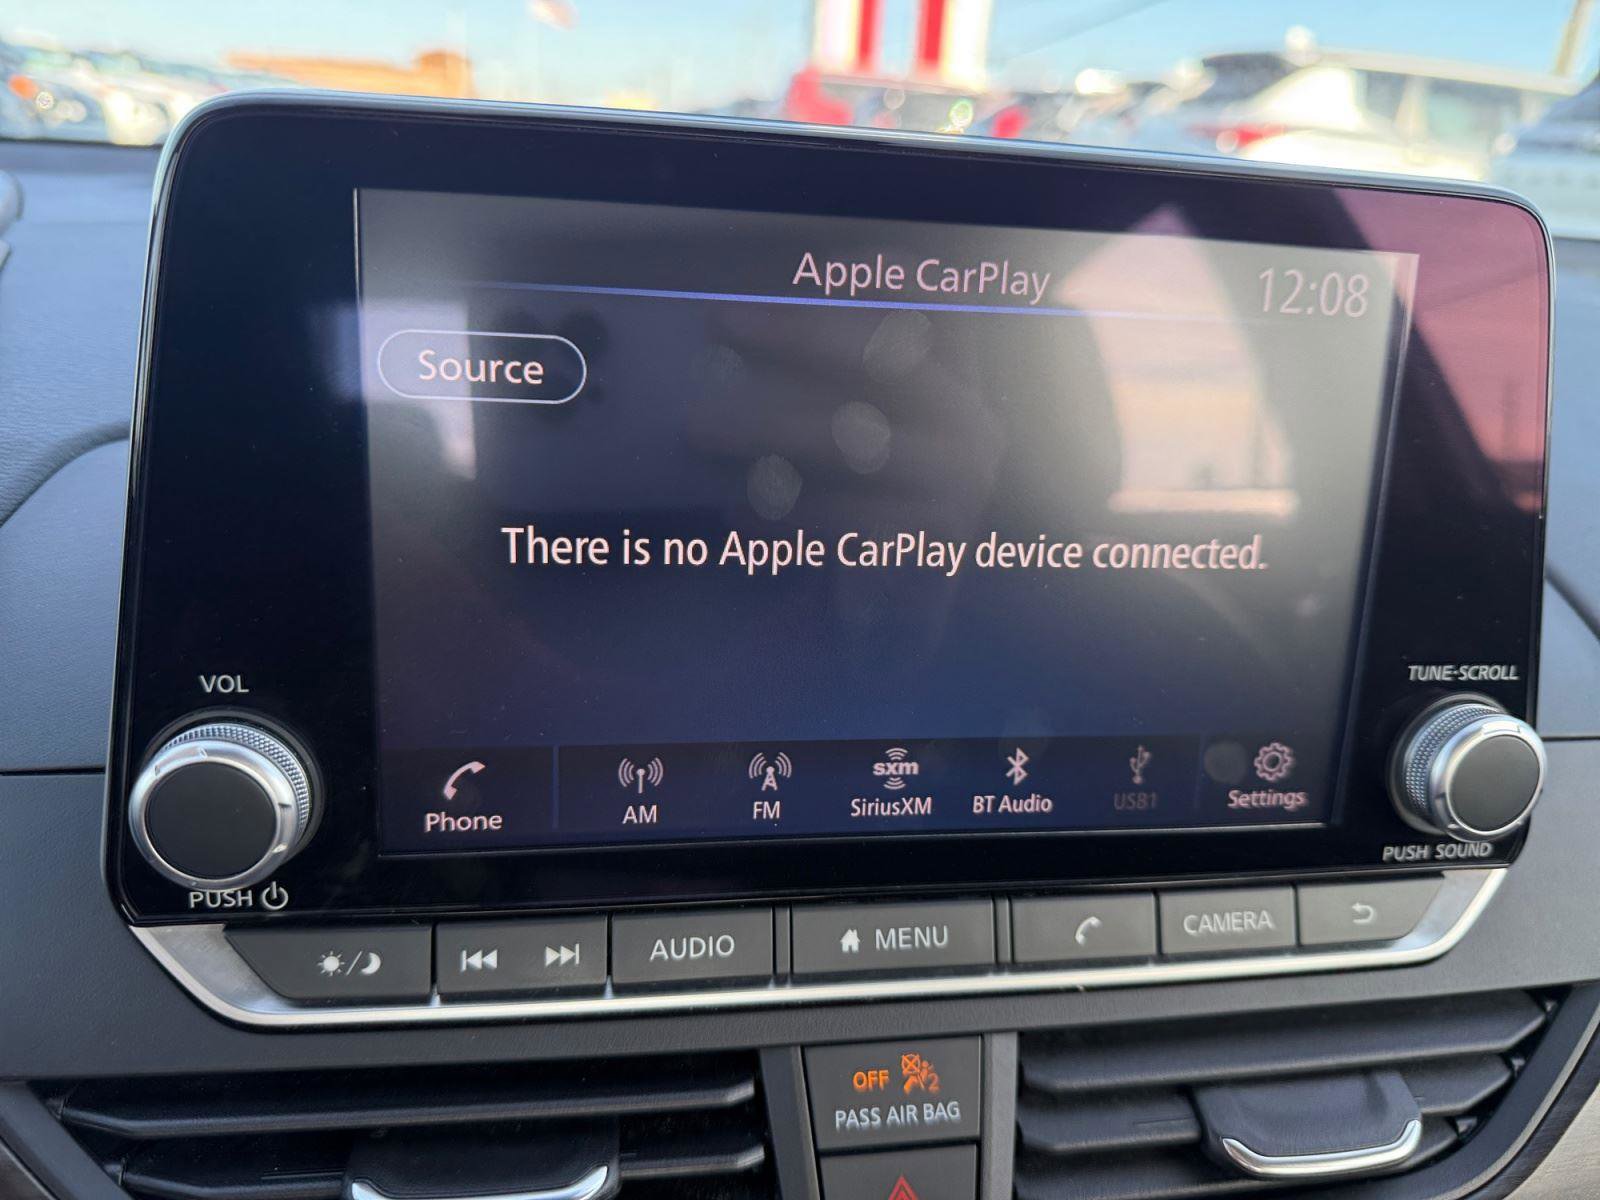 Apple CarPlay
12:08
Source
There is no Apple CarPlay device connected.
VOL
TUNE·SCROLL
Phone
AM
FM
sxm
SiriusXM
BT Audio
USB1
Settings
PUSH
PUSH SOUND
AUDIO
MENU
CAMERA
OFF 2
PASS AIR BAG